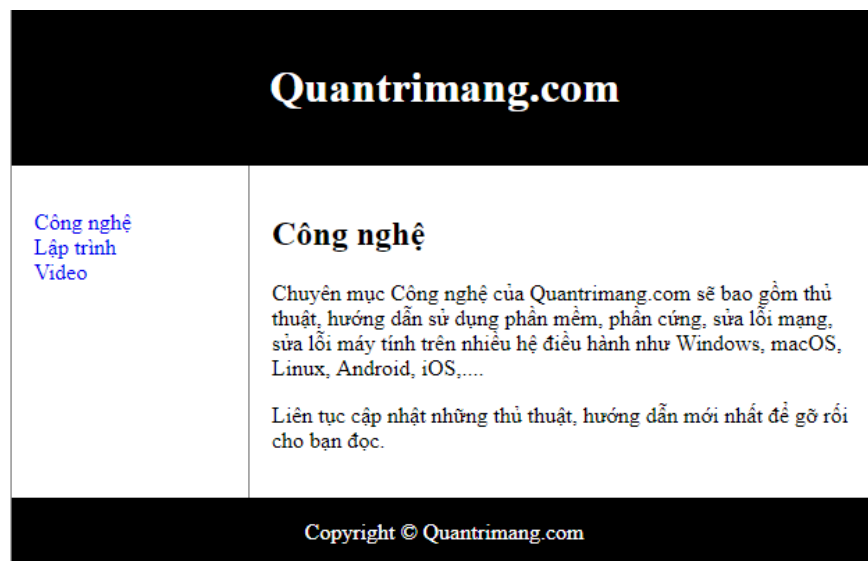 Quantrimang.com
Công nghệ
Lập trình
Video
Công nghệ
Chuyên mục Công nghệ của Quantrimang.com sẽ bao gồm thủ
thuật, hướng dẫn sử dụng phần mềm, phần cứng, sửa lỗi mạng,
sửa lỗi máy tính trên nhiều hệ điều hành như Windows, macOS,
Linux, Android, iOS,....
Liên tục cập nhật những thủ thuật, hướng dẫn mới nhất để gỡ rối
cho bạn đọc.
Copyright © Quantrimang.com